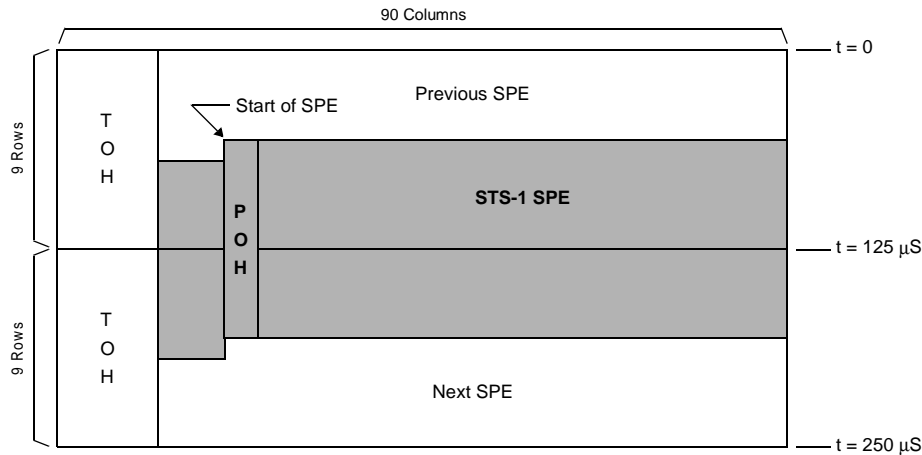 90 Columns
t = 0
Previous SPE
Start of SPE
9 Rows
T
O
H
STS-1 SPE
P
O
H
t = 125 μS
9 Rows
T
O
H
Next SPE
t = 250 μS